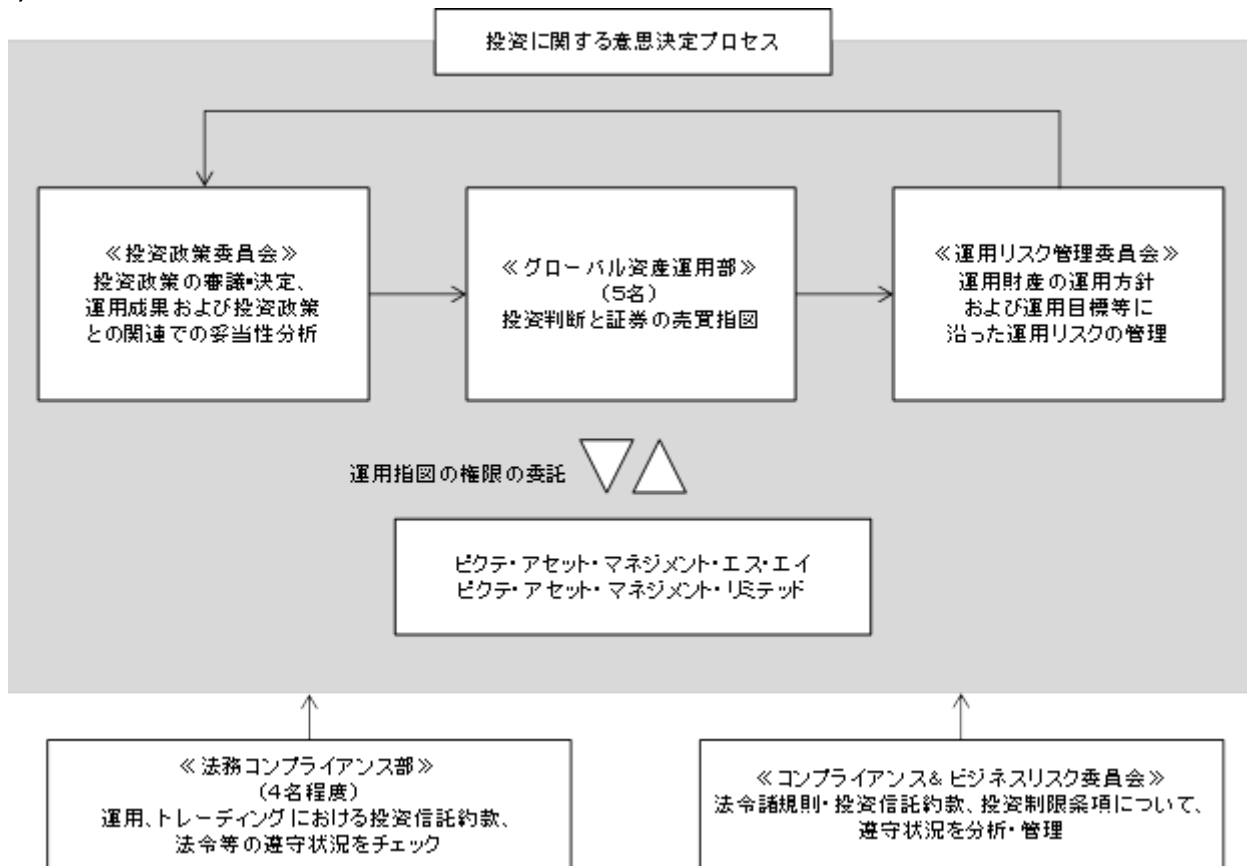 投資に関する意思決定プロセス
≪投資政策委員会≫
投資政策の審議・決定、
運用成果および投資政策
との関連での妥当性分析
≪グローバル資産運用部≫
(5名)
投資判断と証券の売買指図
≪運用リスク管理委員会≫
運用財産の運用方針
および運用目標等に
沿った運用リスクの管理
運用指図の権限の委託
ピクテ・アセット・マネジメント・エス・エイ
ピクテ・アセット・マネジメント・リミテッド
≪法務コンプライアンス部≫
(4名程度)
運用、トレーディングにおける投資信託約款、
法令等の遵守状況をチェック
≪コンプライアンス&ビジネスリスク委員会≫
法令諸規則・投資信託約款、投資制限条項について、
遵守状況を分析・管理